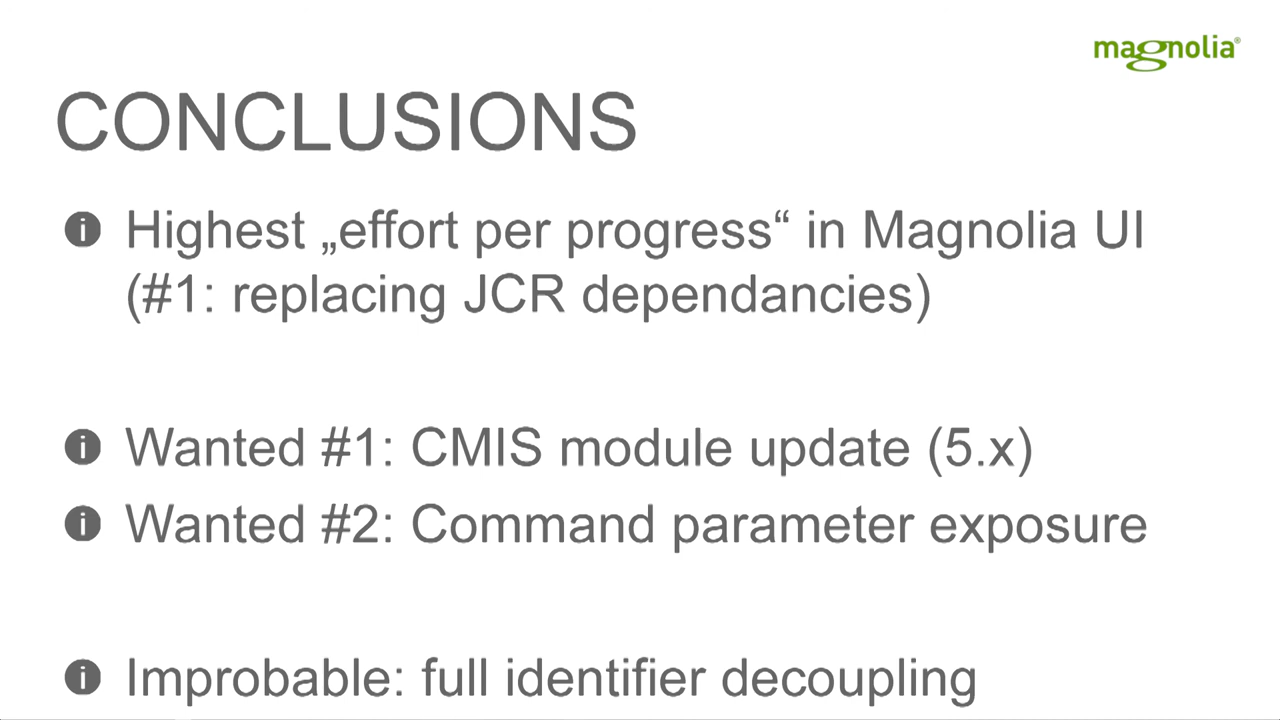 magnolia®
CONCLUSIONS
Highest „effort per progress“ in Magnolia UI
(#1: replacing JCR dependancies)
Wanted #1: CMIS module update (5.x)
Wanted #2: Command parameter exposure
Improbable: full identifier decoupling